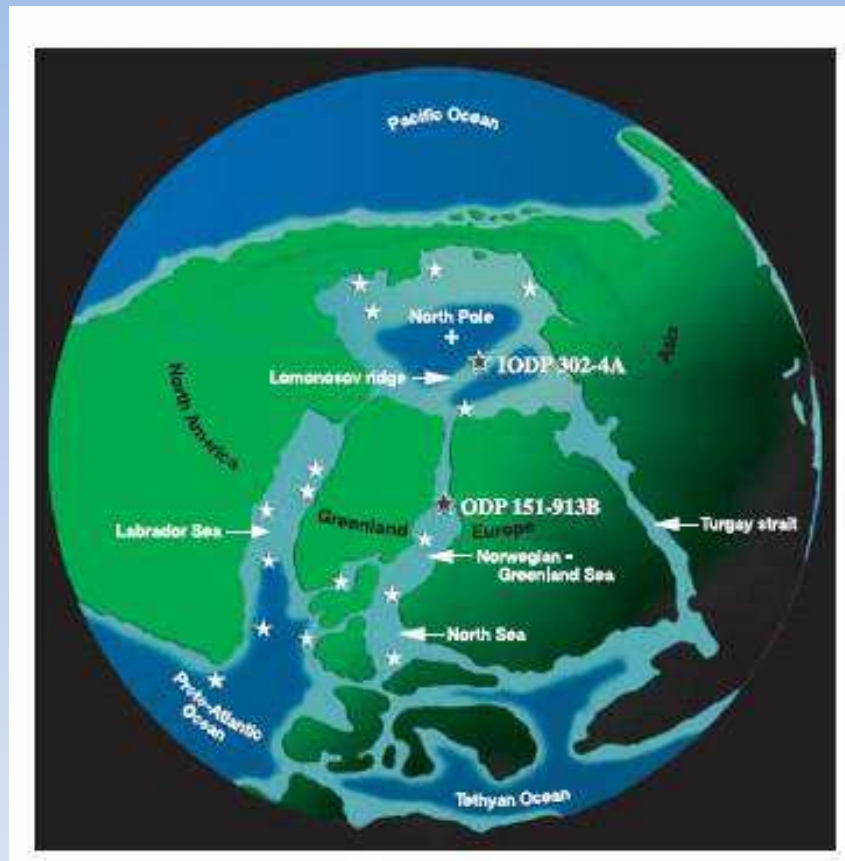 Pacific Ocean
North Pole
IODP 302-4A
Lomonosov ridge
Asia
North America
ODP 151-913B
Greenland
Europe
Labrador Sea
Turgay strait
Norwegian -
Greenland Sea
North Sea
Proto-Atlantic
Ocean
Tethyan Ocean